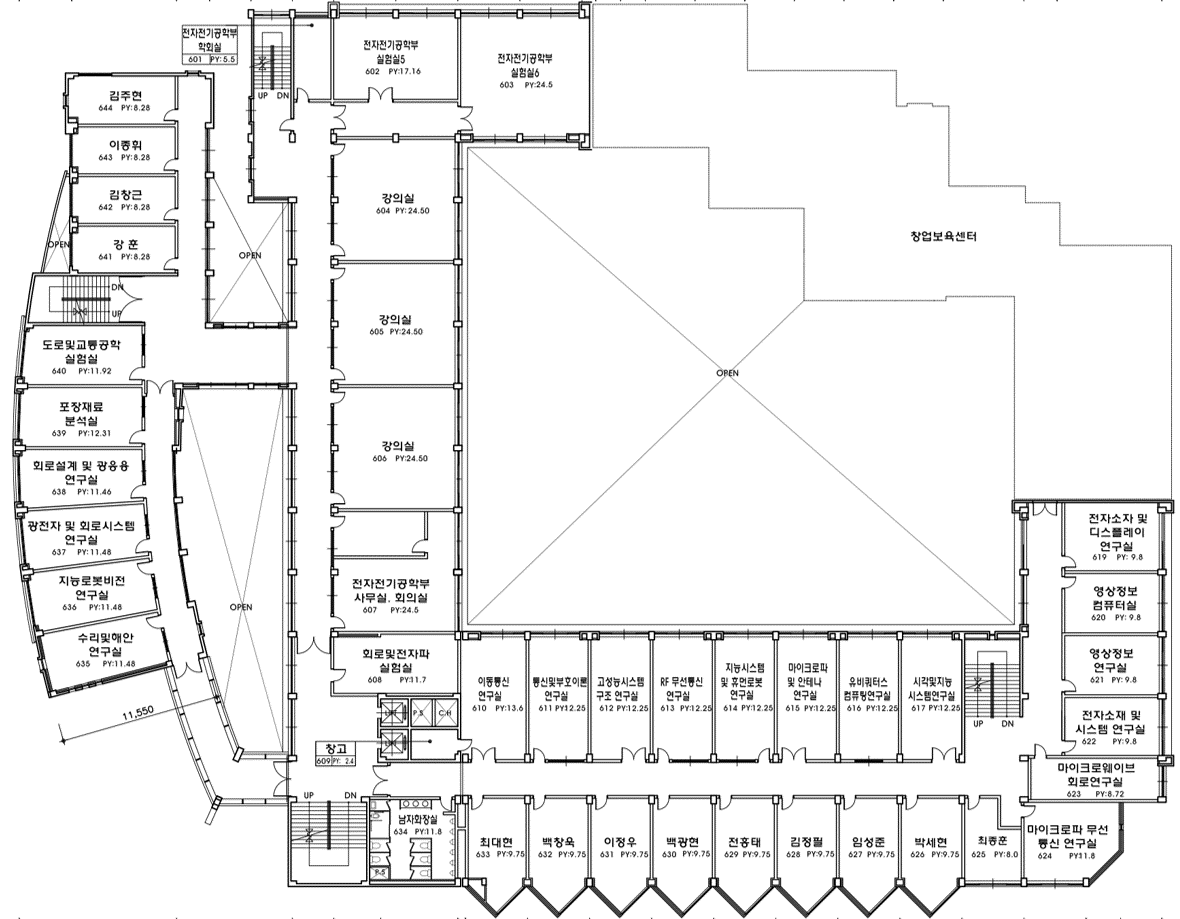 전자전기공학부
학회실
601 PY:5.5
전자전기공학부
실험실5
602 PY:17.16
전자전기공학부
실험실6
603 PY:24.5
UP DN
김주현
644 PY:8.28
이종휘
643 PY:8.28
김창근
642 PY:8.28
강 훈
641 PY:8.28
OPEN
OPEN
강의실
604 PY:24.50
창업보육센터
DN
UP
강의실
605 PY:24.50
도로및교통공학
실험실
640 PY:11.92
OPEN
포장재료
분석실
639 PY:12.31
강의실
606 PY:24.50
회로설계 및 광응용
연구실
638 PY:11.46
광전자 및 회로시스템
연구실
637 PY:11.48
지능로봇비전
연구실
636 PY:11.48
수리및해안
연구실
635 PY:11.48
OPEN
11,550
전자전기공학부
사무실. 회의실
607 PY:24.5
회로및전자파
실험실
608 PY:11.7
전자소자 및
디스플레이
연구실
619 PY: 9.8
영상정보
컴퓨터실
620 PY: 9.8
영상정보
연구실
621 PY: 9.8
전자소재 및
시스템 연구실
622 PY:9.8
마이크로웨이브
회로연구실
623 PY:8.72
마이크로파 무선
통신 연구실
624 PY:11.8
이동통신
연구실
610 PY:13.6
통신및부호이론
연구실
611 PY:12.25
고성능시스템
구조 연구실
612 PY:12.25
RF 무선통신
연구실
613 PY:12.25
지능시스템
및 휴먼로봇
연구실
614 PY:12.25
마이크로파
및 안테나
연구실
615 PY:12.25
유비쿼터스
컴퓨팅연구실
616 PY:12.25
시각및지능
시스템연구실
617 PY:12.25
UP DN
P.S
C.H
창고
609 PY: 2.4
UP DN
남자화장실
634 PY:11.8
P.S
최대현
633 PY:9.75
백창욱
632 PY:9.75
이정우
631 PY:9.75
백광현
630 PY:9.75
전홍태
629 PY:9.75
김정필
628 PY:9.75
임성준
627 PY:9.75
박세현
626 PY:9.75
최종훈
625 PY:8.0